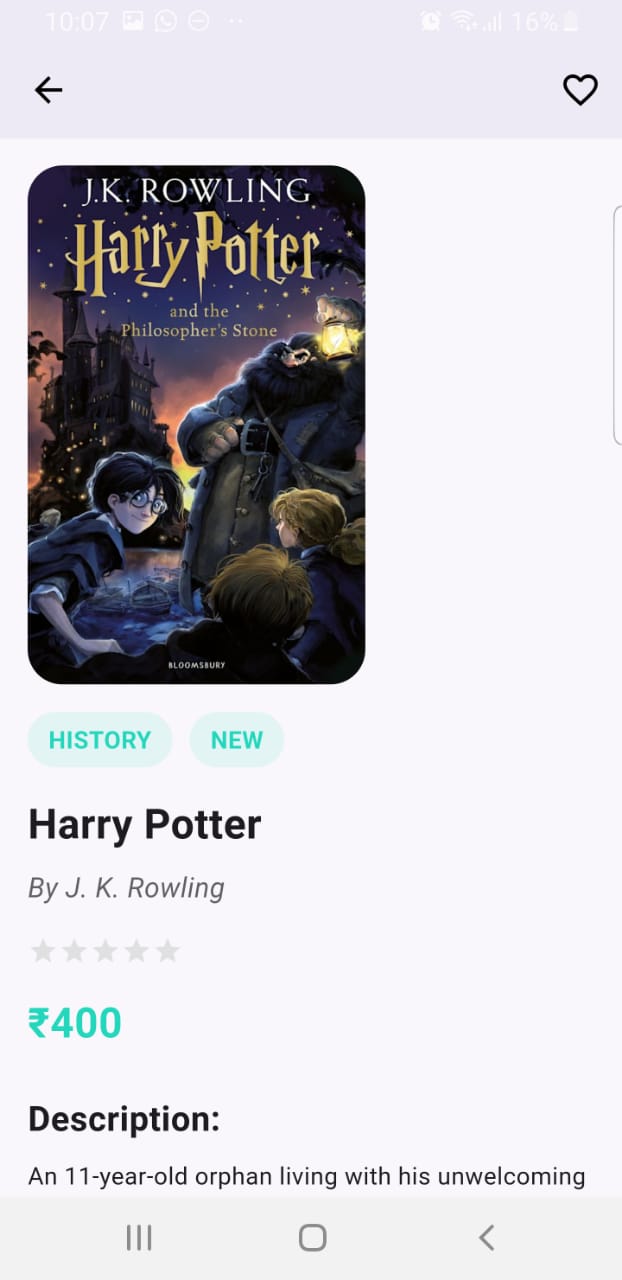 10:07
16%
J.K. ROWLING
Harry Potter
and the
Philosopher's Stone
BLOOMSBURY
HISTORY
NEW
Harry Potter
By J. K. Rowling
₹400
Description:
An 11-year-old orphan living with his unwelcoming